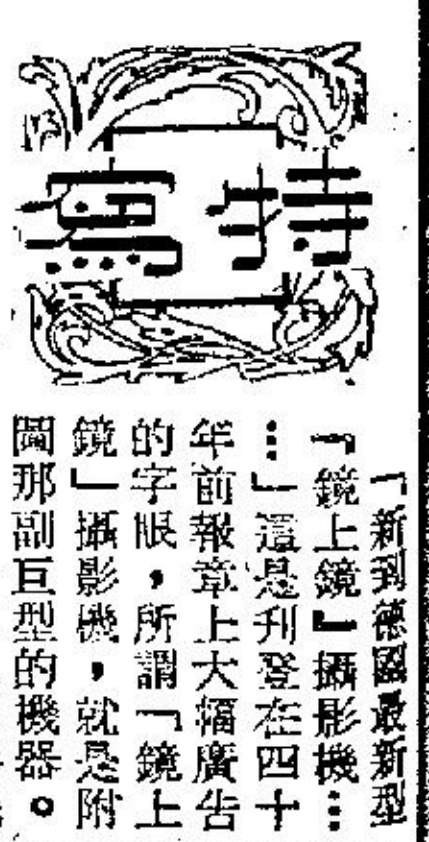 特寫
「新到德國最新型
『鏡上鏡』攝影機…
…」這是刊登在四十
年前報章上大幅廣告
的字眼，所謂「鏡上
鏡」攝影機，就是附
圖那副巨型的機器。